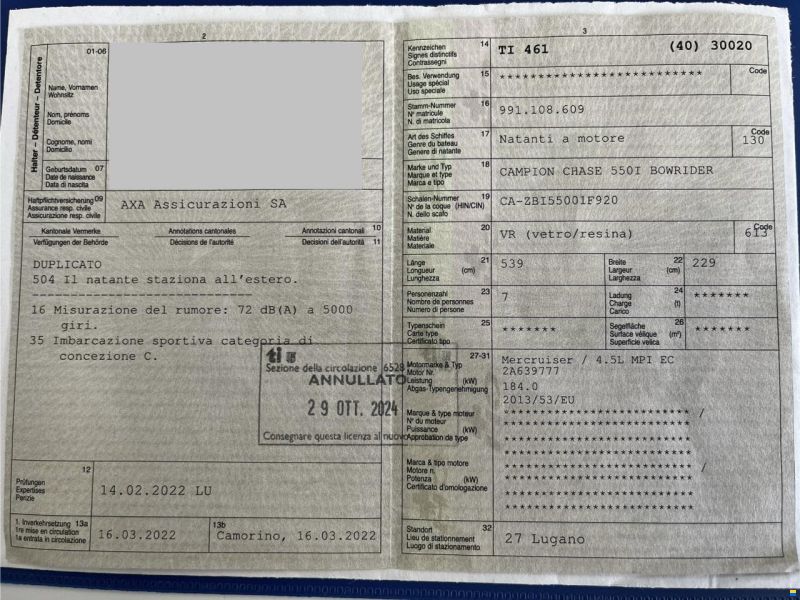 2
01-06
Halter – Détenteur – Detentore
Name, Vornamen
Wohnsitz
Nom, prénoms
Domicile
Cognome, nomi
Domicilio
Geburtsdatum 07
Date de naissance
Data di nascita
Haftpflichtversicherung 09
Assurance resp. civile
Assicurazione resp. civile
AXA Assicurazioni SA
Kantonale Vermerke Annotations cantonales Annotazioni cantonali 10
Verfügungen der Behörde Décisions de l'autorité Decisioni dell'autorità 11
DUPLICATO
504 Il natante staziona all'estero.
------------------------------
16 Misurazione del rumore: 72 dB(A) a 5000
giri.
35 Imbarcazione sportiva categoria di
concezione C.
ti
Sezione della circolazione 6528
ANNULLATO
29 OTT. 2024
Consegnare questa licenza al nuovo
12
Prüfungen
Expertises
Perizie
14.02.2022 LU
1. Inverkehrsetzung 13a
1re mise en circulation
1a entrata in circolazione
16.03.2022
13b
Camorino, 16.03.2022
3
Kennzeichen 14
Signes distinctifs
Contrassegni
TI 461 (40) 30020
Bes. Verwendung 15
Usage spécial
Uso speciale
***************************
Code
Stamm-Nummer 16
N° matricule
N. di matricola
991.108.609
Art des Schiffes 17
Genre du bateau
Genere di natante
Natanti a motore
Code
130
Marke und Typ 18
Marque et type
Marca e tipo
CAMPION CHASE 550I BOWRIDER
Schalen-Nummer 19
N° de la coque (HIN/CIN)
N. dello scafo
CA-ZBI55001F920
Material 20
Matière
Materiale
VR (vetro/resina)
Code
613
Länge 21
Longueur (cm)
Lunghezza
539
Breite 22
Largeur (cm)
Larghezza
229
Personenzahl 23
Nombre de personnes
Numero di persone
7
Ladung 24
Charge (t)
Carico
*******
Typenschein 25
Carte type
Certificato tipo
*******
Segelfläche 26
Surface vélique (m²)
Superficie velica
*******
27-31
Motormarke & Typ
Motor Nr.
Leistung (kW)
Abgas-Typengenehmigung
Mercruiser / 4.5L MPI EC
2A639777
184.0
2013/53/EU
Marque & type moteur
N° du moteur
Puissance (kW)
Approbation de type
************************* /
*************************
*************************
*************************
Marca & tipo motore
Motore n.
Potenza (kW)
Certificato d'omologazione
************************* /
*************************
*************************
*************************
Standort 32
Lieu de stationnement
Luogo di stazionamento
27 Lugano